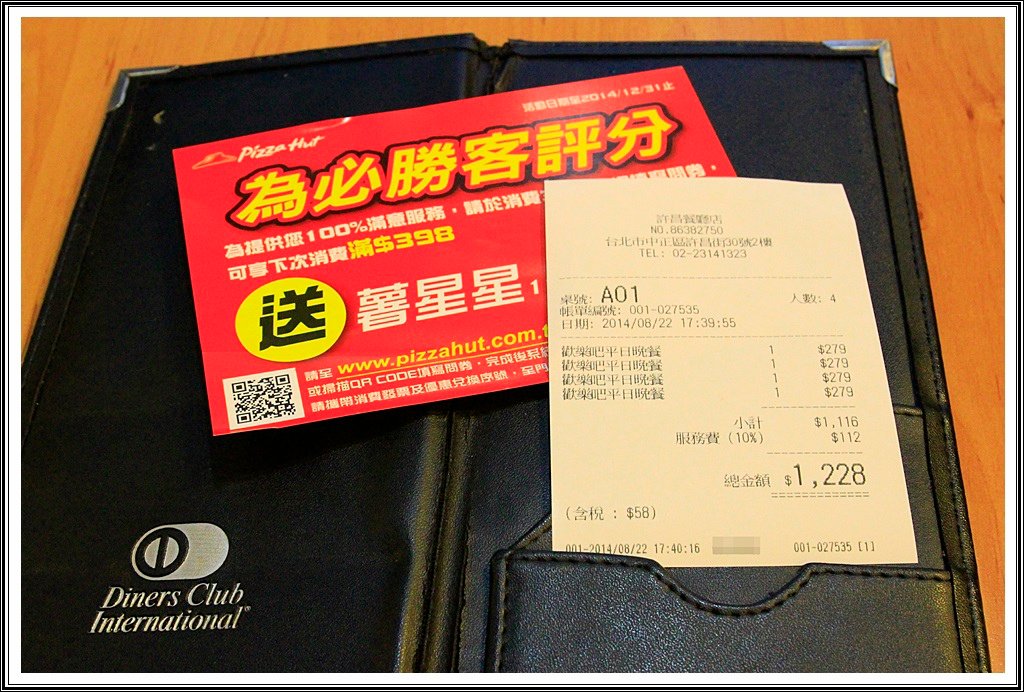 活動日期至2014/12/31止
Pizza Hut
為必勝客評分
為提供您100%滿意服務，請於消費
可享下次消費滿$398
送 薯星星1
請至 www.pizzahut.com.t
或掃描QR CODE填寫問卷，完成後系統
請攜帶消費發票及優惠兌換序號，至門
許昌餐廳店
NO.86382750
台北市中正區許昌街30號2樓
TEL: 02-23141323
桌號: A01 人數: 4
帳單編號: 001-027535
日期: 2014/08/22 17:39:55
歡樂吧平日晚餐 1 $279
歡樂吧平日晚餐 1 $279
歡樂吧平日晚餐 1 $279
歡樂吧平日晚餐 1 $279
小計 $1,116
服務費 (10%) $112
總金額 $1,228
(含稅 : $58)
001-2014/08/22 17:40:16 001-027535 [1]
Diners Club
International®